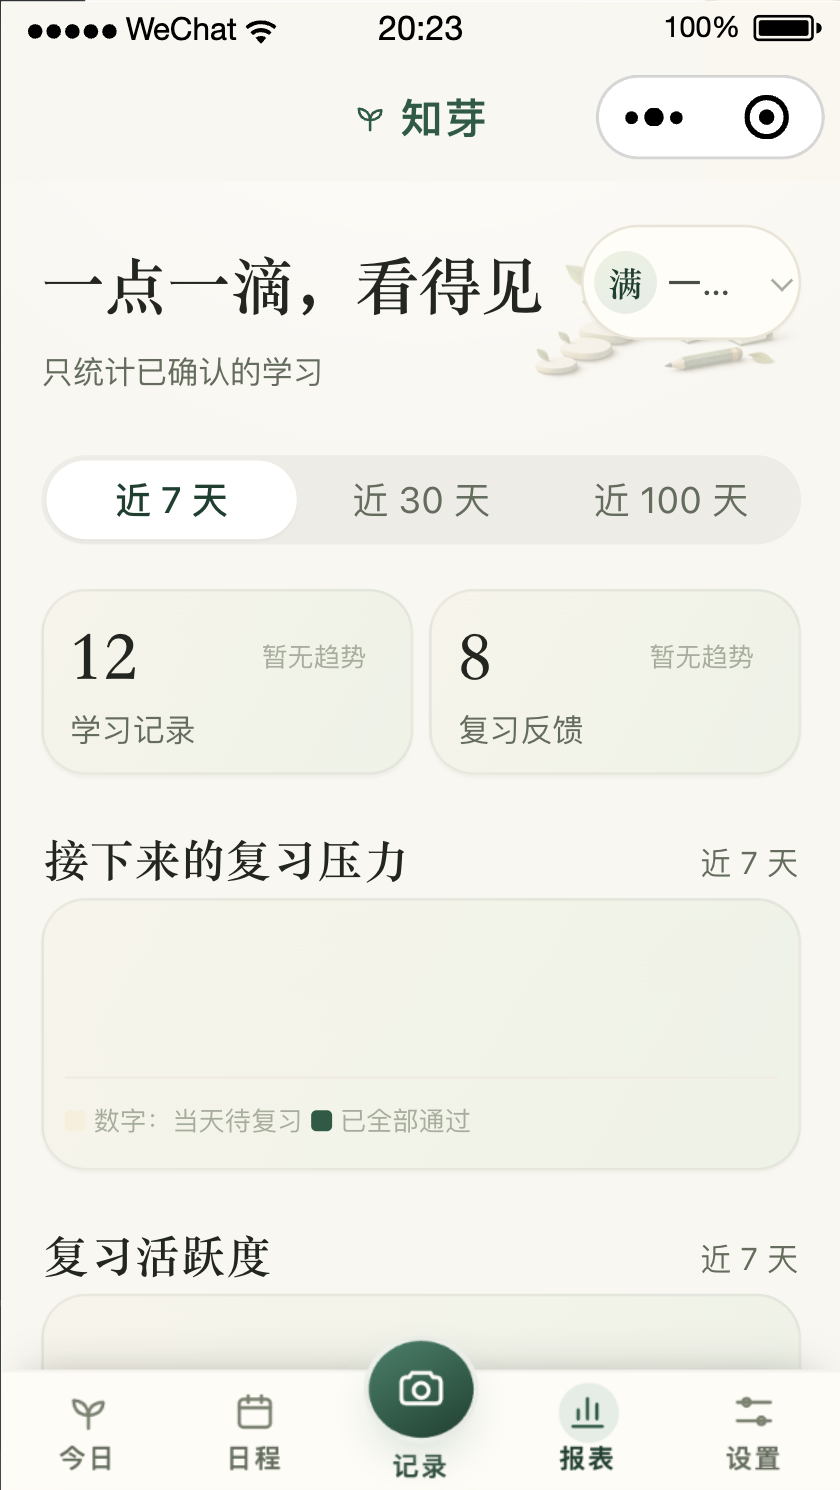 WeChat 20:23 100%
知芽
一点一滴，看得见
满 一...
只统计已确认的学习
近 7 天 近 30 天 近 100 天
12 暂无趋势 8 暂无趋势
学习记录 复习反馈
接下来的复习压力 近 7 天
数字：当天待复习 已全部通过
复习活跃度 近 7 天
今日 日程 记录 报表 设置